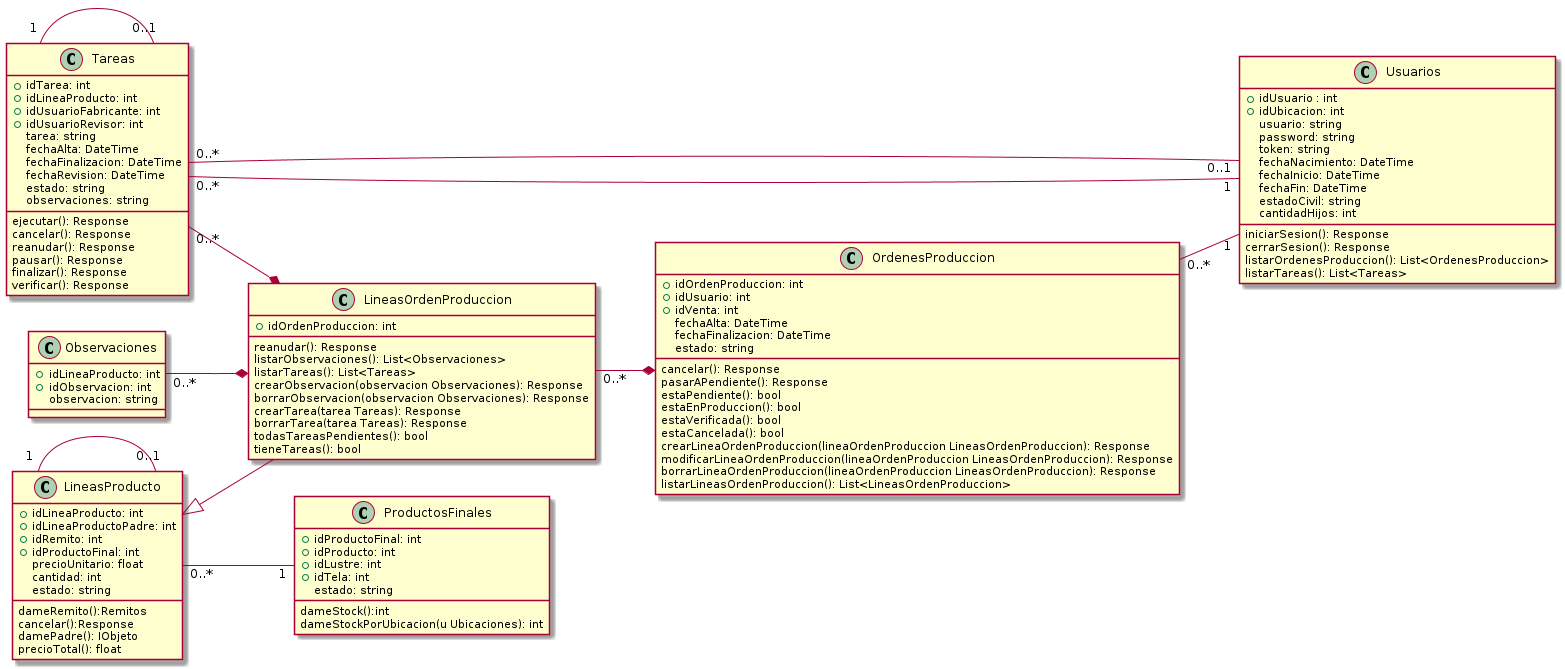 1
0..1
C Tareas
idTarea: int
idLineaProducto: int
idUsuarioFabricante: int
idUsuarioRevisor: int
tarea: string
fechaAlta: DateTime
fechaFinalizacion: DateTime
fechaRevision: DateTime
estado: string
observaciones: string
ejecutar(): Response
cancelar(): Response
reanudar(): Response
pausar(): Response
finalizar(): Response
verificar(): Response
0..*
0..*
0..*
0..1
1
C Usuarios
idUsuario : int
idUbicacion: int
usuario: string
password: string
token: string
fechaNacimiento: DateTime
fechaInicio: DateTime
fechaFin: DateTime
estadoCivil: string
cantidadHijos: int
iniciarSesion(): Response
cerrarSesion(): Response
listarOrdenesProduccion(): List<OrdenesProduccion>
listarTareas(): List<Tareas>
1
0..*
C OrdenesProduccion
idOrdenProduccion: int
idUsuario: int
idVenta: int
fechaAlta: DateTime
fechaFinalizacion: DateTime
estado: string
cancelar(): Response
pasarAPendiente(): Response
estaPendiente(): bool
estaEnProduccion(): bool
estaVerificada(): bool
estaCancelada(): bool
crearLineaOrdenProduccion(lineaOrdenProduccion LineasOrdenProduccion): Response
modificarLineaOrdenProduccion(lineaOrdenProduccion LineasOrdenProduccion): Response
borrarLineaOrdenProduccion(lineaOrdenProduccion LineasOrdenProduccion): Response
listarLineasOrdenProduccion(): List<LineasOrdenProduccion>
0..*
C LineasOrdenProduccion
idOrdenProduccion: int
reanudar(): Response
listarObservaciones(): List<Observaciones>
listarTareas(): List<Tareas>
crearObservacion(observacion Observaciones): Response
borrarObservacion(observacion Observaciones): Response
crearTarea(tarea Tareas): Response
borrarTarea(tarea Tareas): Response
todasTareasPendientes(): bool
tieneTareas(): bool
C Observaciones
idLineaProducto: int
idObservacion: int
observacion: string
0..*
1
0..1
C LineasProducto
idLineaProducto: int
idLineaProductoPadre: int
idRemito: int
idProductoFinal: int
precioUnitario: float
cantidad: int
estado: string
dameRemito():Remitos
cancelar():Response
damePadre(): IObjeto
precioTotal(): float
0..*
1
C ProductosFinales
idProductoFinal: int
idProducto: int
idLustre: int
idTela: int
estado: string
dameStock():int
dameStockPorUbicacion(u Ubicaciones): int